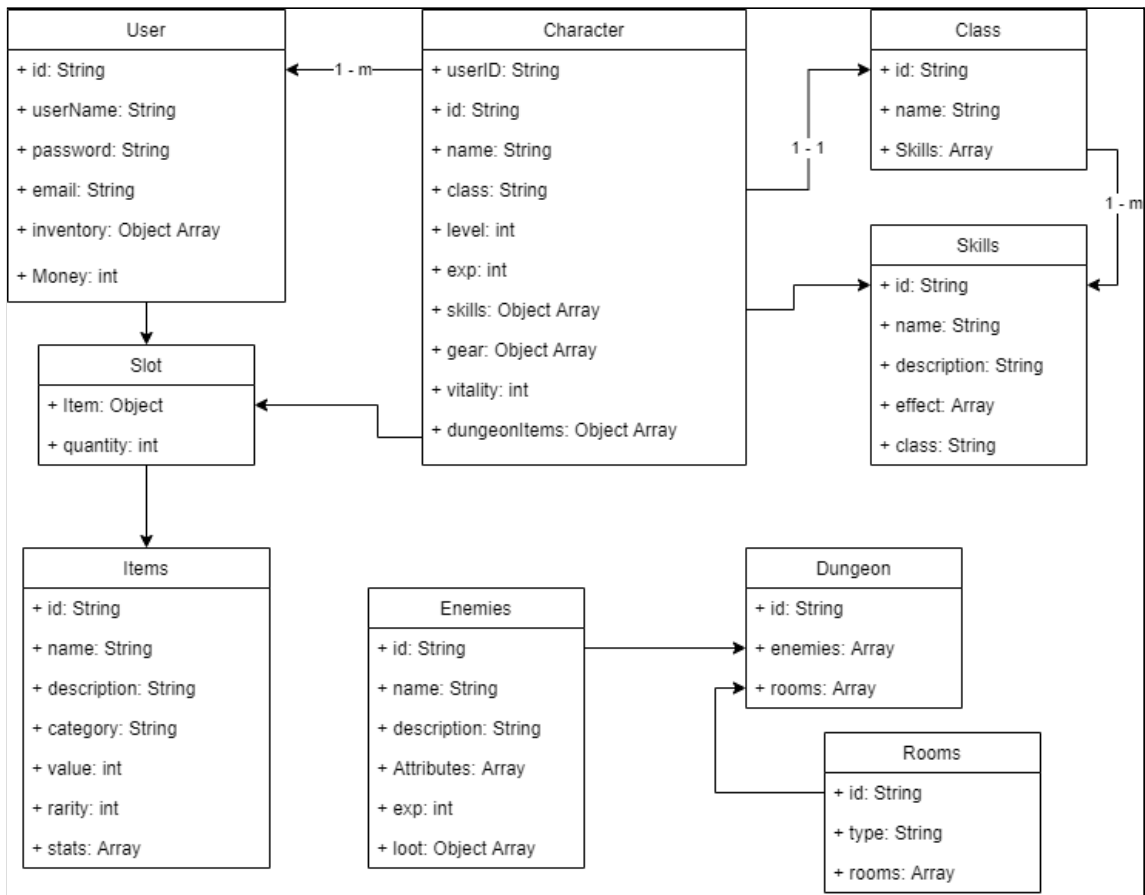 User
+ id: String
+ userName: String
+ password: String
+ email: String
+ inventory: Object Array
+ Money: int
1 - m
Character
+ userID: String
+ id: String
+ name: String
+ class: String
+ level: int
+ exp: int
+ skills: Object Array
+ gear: Object Array
+ vitality: int
+ dungeonItems: Object Array
1 - 1
Class
+ id: String
+ name: String
+ Skills: Array
1 - m
Skills
+ id: String
+ name: String
+ description: String
+ effect: Array
+ class: String
Slot
+ Item: Object
+ quantity: int
Items
+ id: String
+ name: String
+ description: String
+ category: String
+ value: int
+ rarity: int
+ stats: Array
Enemies
+ id: String
+ name: String
+ description: String
+ Attributes: Array
+ exp: int
+ loot: Object Array
Dungeon
+ id: String
+ enemies: Array
+ rooms: Array
Rooms
+ id: String
+ type: String
+ rooms: Array